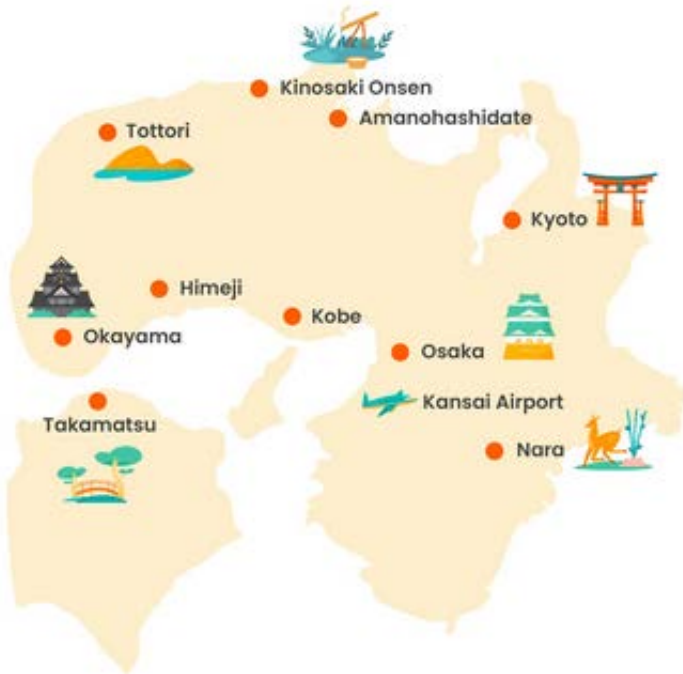 Kinosaki Onsen
Amanohashidate
Tottori
Kyoto
Himeji
Kobe
Okayama
Osaka
Kansai Airport
Takamatsu
Nara